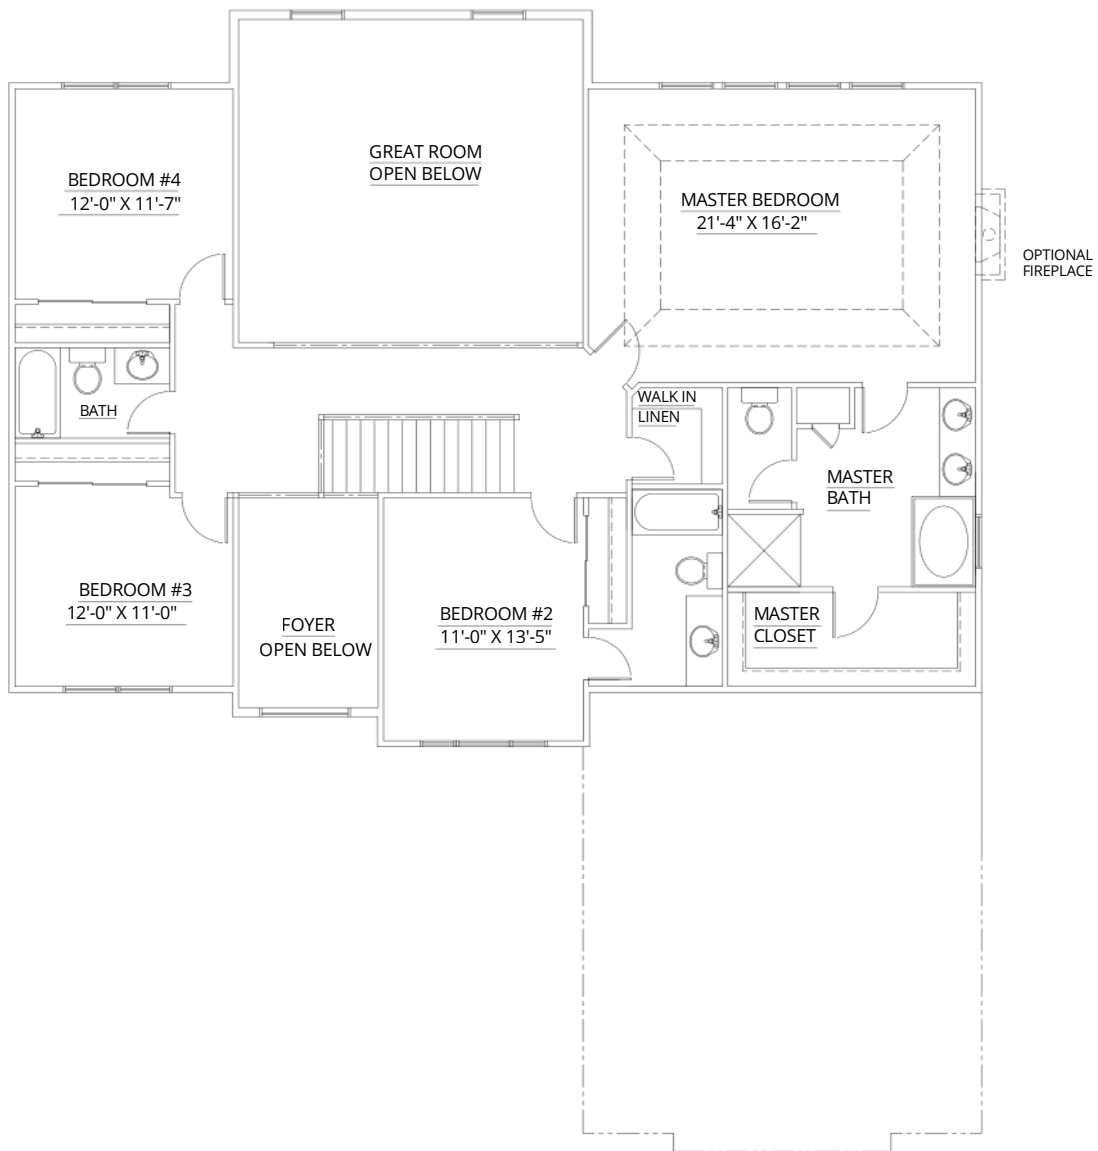 GREAT ROOM
OPEN BELOW
BEDROOM #4
12'-0" X 11'-7"
MASTER BEDROOM
21'-4" X 16'-2"
OPTIONAL
FIREPLACE
BATH
WALK IN
LINEN
MASTER
BATH
BEDROOM #3
12'-0" X 11'-0"
FOYER
OPEN BELOW
BEDROOM #2
11'-0" X 13'-5"
MASTER
CLOSET